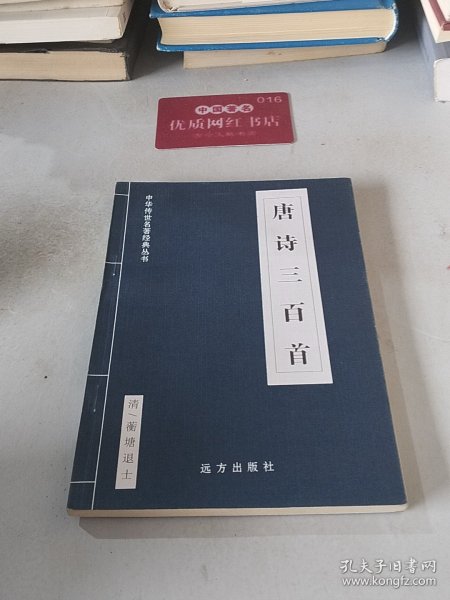 016
中国著名
优质网红书店
中华传世名著经典丛书
唐诗三百首
清/蘅塘退士
远方出版社
孔夫子旧书网
www.kongfz.com